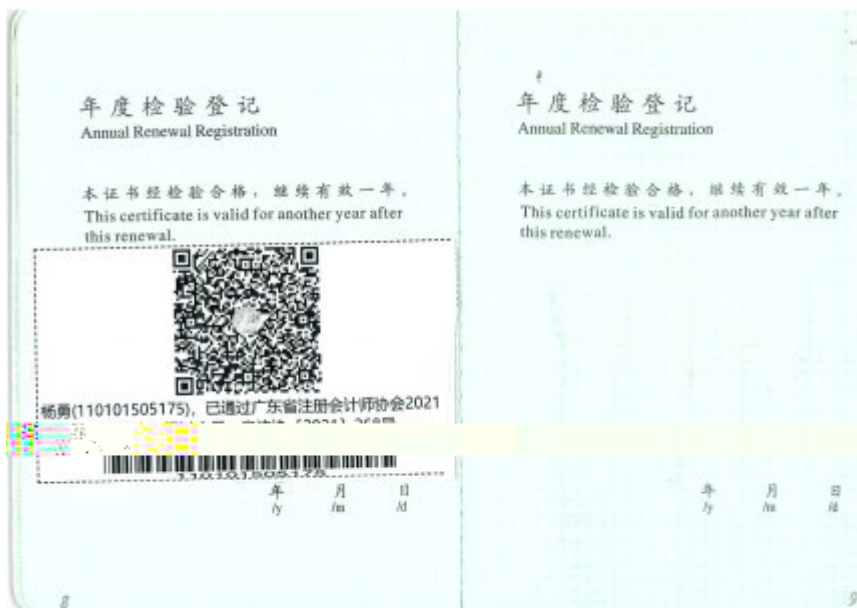 年度检验登记
Annual Renewal Registration
本证书经检验合格，继续有效一年。
This certificate is valid for another year after
this renewal.
杨勇(110101505175)，已通过广东省注册会计师协会2021
110101505175
年 月 日
/y /m /d
8
年度检验登记
Annual Renewal Registration
本证书经检验合格，继续有效一年。
This certificate is valid for another year after
this renewal.
年 月 日
/y /m /d
9